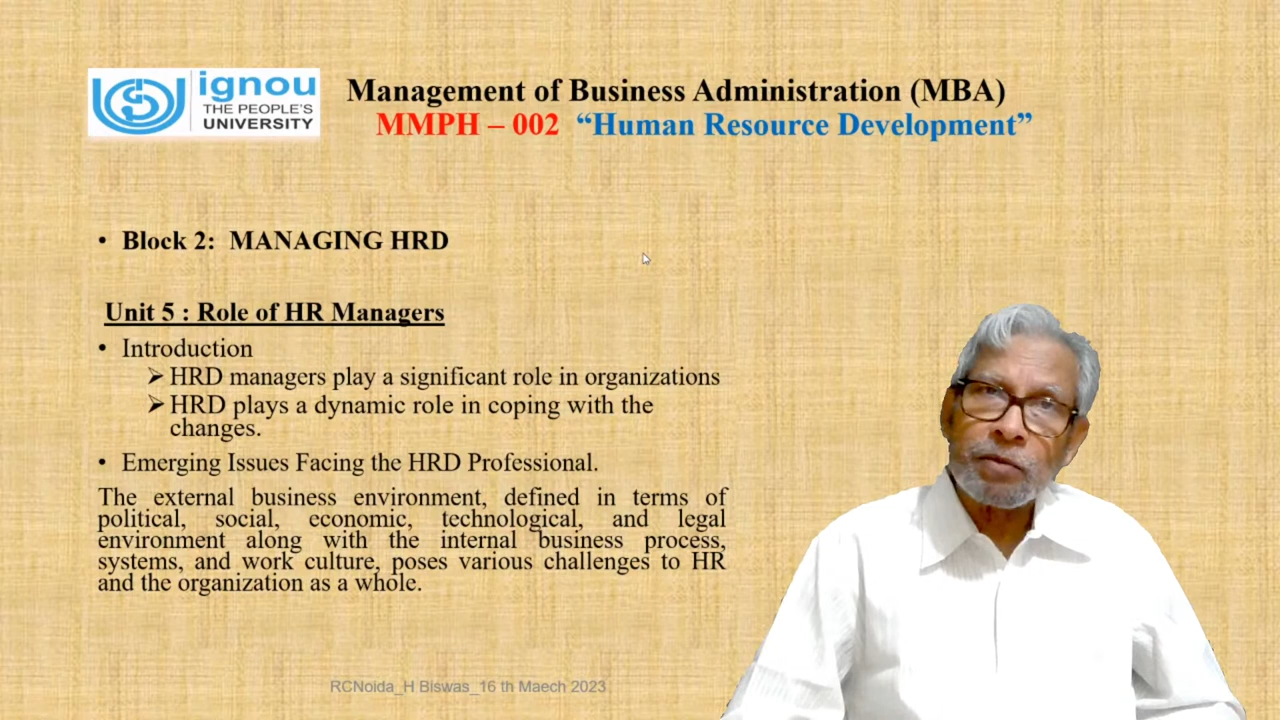 ignou
THE PEOPLE'S
UNIVERSITY
Management of Business Administration (MBA)
MMPH – 002 “Human Resource Development”
• Block 2: MANAGING HRD
Unit 5 : Role of HR Managers
• Introduction
➢ HRD managers play a significant role in organizations
➢ HRD plays a dynamic role in coping with the
changes.
• Emerging Issues Facing the HRD Professional.
The external business environment, defined in terms of
political, social, economic, technological, and legal
environment along with the internal business process,
systems, and work culture, poses various challenges to HR
and the organization as a whole.
RCNoida_H Biswas_16 th Maech 2023